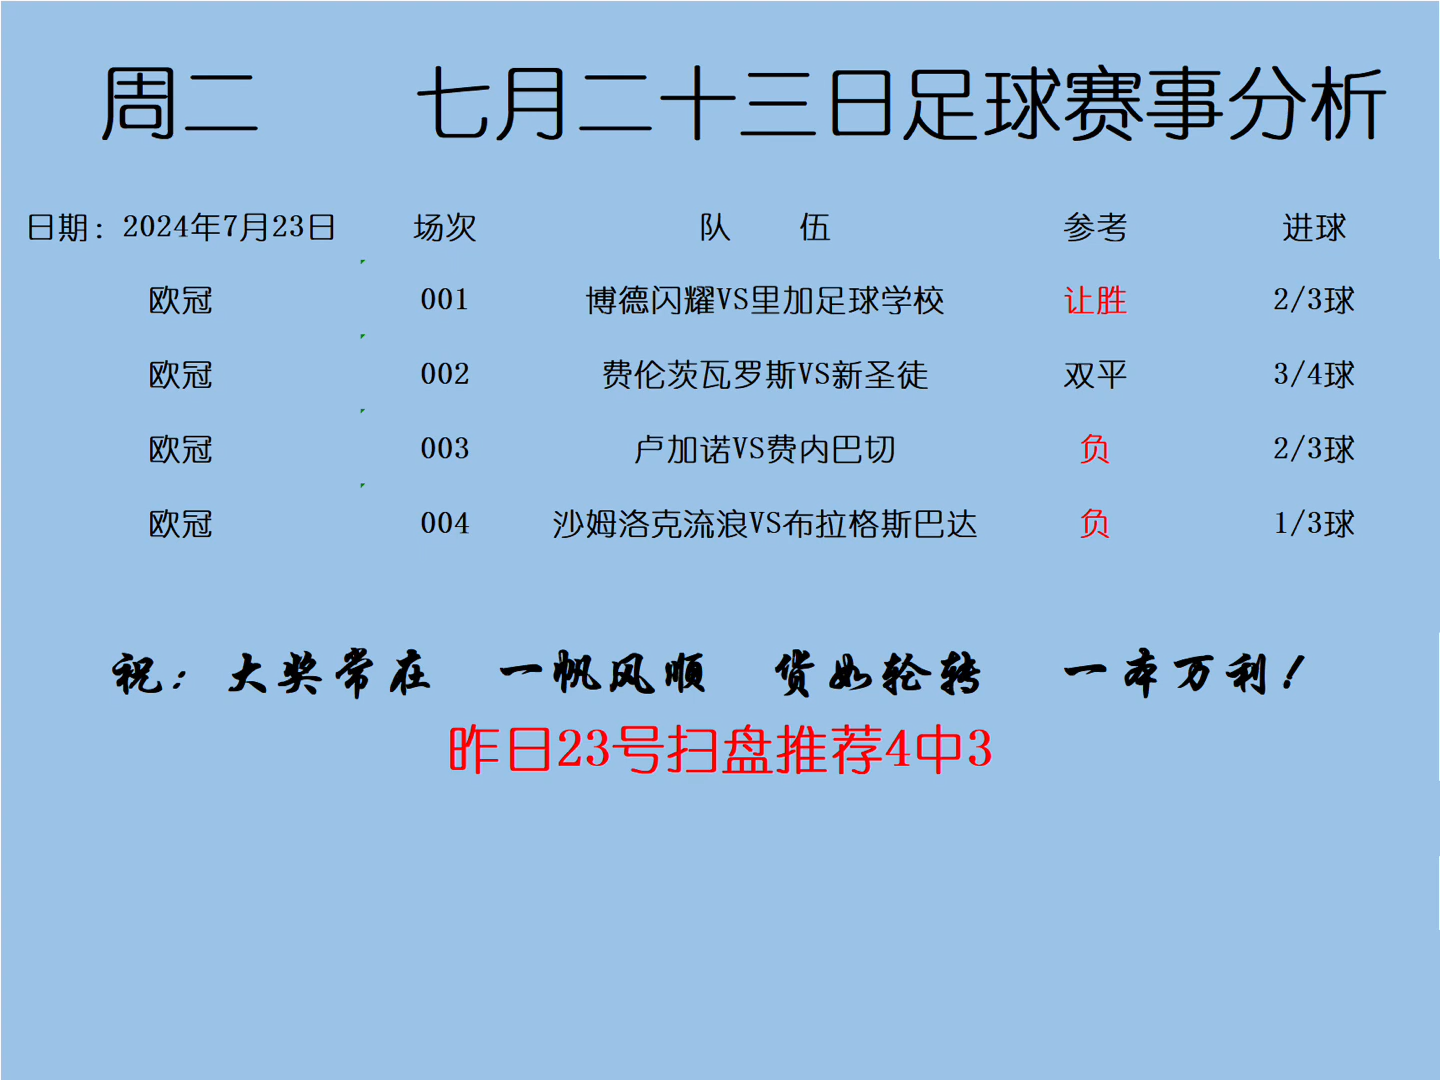 周二 七月二十三日足球赛事分析
日期：2024年7月23日 场次 队 伍 参考 进球
欧冠 001 博德闪耀VS里加足球学校 让胜 2/3球
欧冠 002 费伦茨瓦罗斯VS新圣徒 双平 3/4球
欧冠 003 卢加诺VS费内巴切 负 2/3球
欧冠 004 沙姆洛克流浪VS布拉格斯巴达 负 1/3球
祝：大奖常在 一帆风顺 货如轮转 一本万利！
昨日23号扫盘推荐4中3